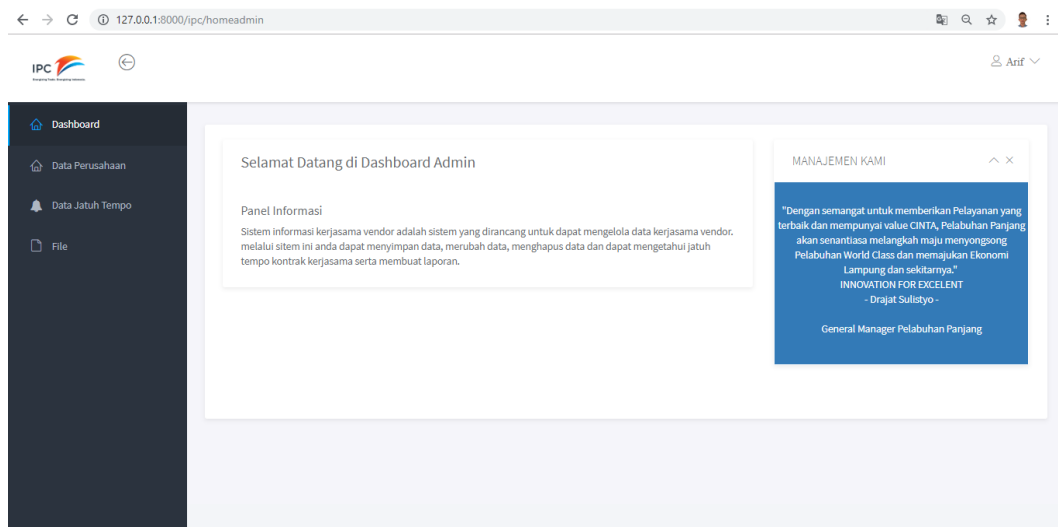 127.0.0.1:8000/ipc/homeadmin
IPC
Arif
Dashboard
Data Perusahaan
Data Jatuh Tempo
File
Selamat Datang di Dashboard Admin
Panel Informasi
Sistem informasi kerjasama vendor adalah sistem yang dirancang untuk dapat mengelola data kerjasama vendor.
melalui sitem ini anda dapat menyimpan data, merubah data, menghapus data dan dapat mengetahui jatuh
tempo kontrak kerjasama serta membuat laporan.
MANAJEMEN KAMI
"Dengan semangat untuk memberikan Pelayanan yang
terbaik dan mempunyai value CINTA, Pelabuhan Panjang
akan senantiasa melangkah maju menyongsong
Pelabuhan World Class dan memajukan Ekonomi
Lampung dan sekitarnya."
INNOVATION FOR EXCELENT
- Drajat Sulistyo -
General Manager Pelabuhan Panjang